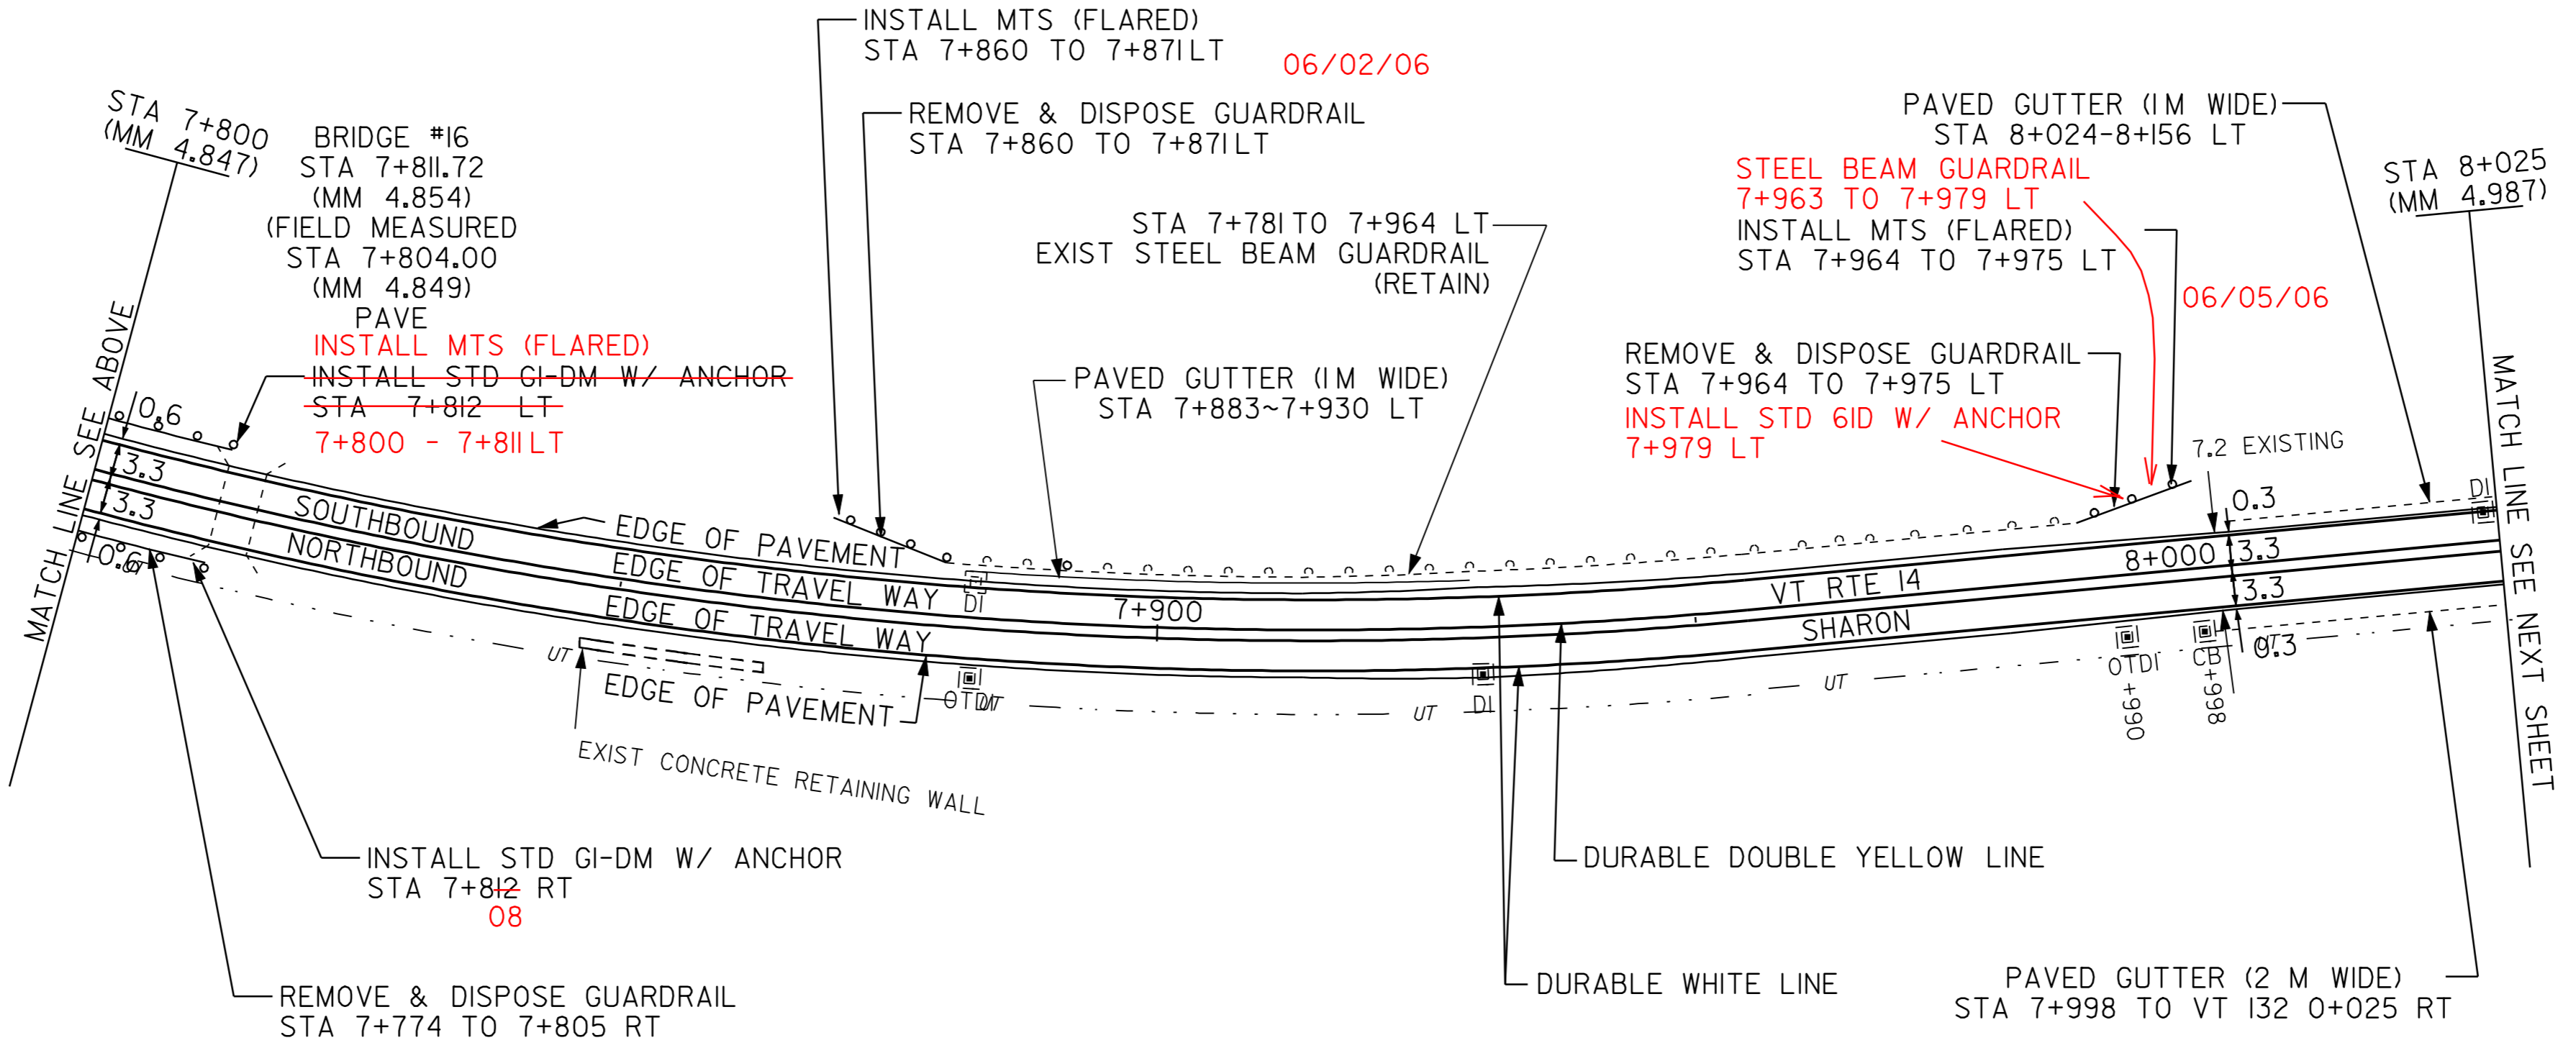 INSTALL MTS (FLARED)
STA 7+860 TO 7+871 LT
06/02/06
REMOVE & DISPOSE GUARDRAIL
STA 7+860 TO 7+871 LT
STA 7+800
(MM 4.847)
BRIDGE #16
STA 7+811.72
(MM 4.854)
(FIELD MEASURED
STA 7+804.00
(MM 4.849)
PAVE
INSTALL MTS (FLARED)
INSTALL STD G1-DM W/ ANCHOR
STA 7+812 LT
7+800 - 7+811 LT
STA 7+781 TO 7+964 LT
EXIST STEEL BEAM GUARDRAIL
(RETAIN)
PAVED GUTTER (1 M WIDE)
STA 7+883~7+930 LT
PAVED GUTTER (1 M WIDE)
STA 8+024-8+156 LT
STEEL BEAM GUARDRAIL
7+963 TO 7+979 LT
INSTALL MTS (FLARED)
STA 7+964 TO 7+975 LT
06/05/06
REMOVE & DISPOSE GUARDRAIL
STA 7+964 TO 7+975 LT
INSTALL STD 61D W/ ANCHOR
7+979 LT
STA 8+025
(MM 4.987)
7.2 EXISTING
MATCH LINE SEE ABOVE
MATCH LINE SEE NEXT SHEET
0.6
3.3
3.3
0.6
UT
SOUTHBOUND
NORTHBOUND
EDGE OF PAVEMENT
EDGE OF TRAVEL WAY
EDGE OF TRAVEL WAY
EDGE OF PAVEMENT
DI
7+900
VT RTE 14
SHARON
8+000
0.3
3.3
3.3
0.3
DI
UT
OTDI
UT
UT
DI
UT
OTDI
7+990
CB
7+998
UT
EXIST CONCRETE RETAINING WALL
INSTALL STD G1-DM W/ ANCHOR
STA 7+812 RT
08
REMOVE & DISPOSE GUARDRAIL
STA 7+774 TO 7+805 RT
DURABLE DOUBLE YELLOW LINE
DURABLE WHITE LINE
PAVED GUTTER (2 M WIDE)
STA 7+998 TO VT 132 0+025 RT